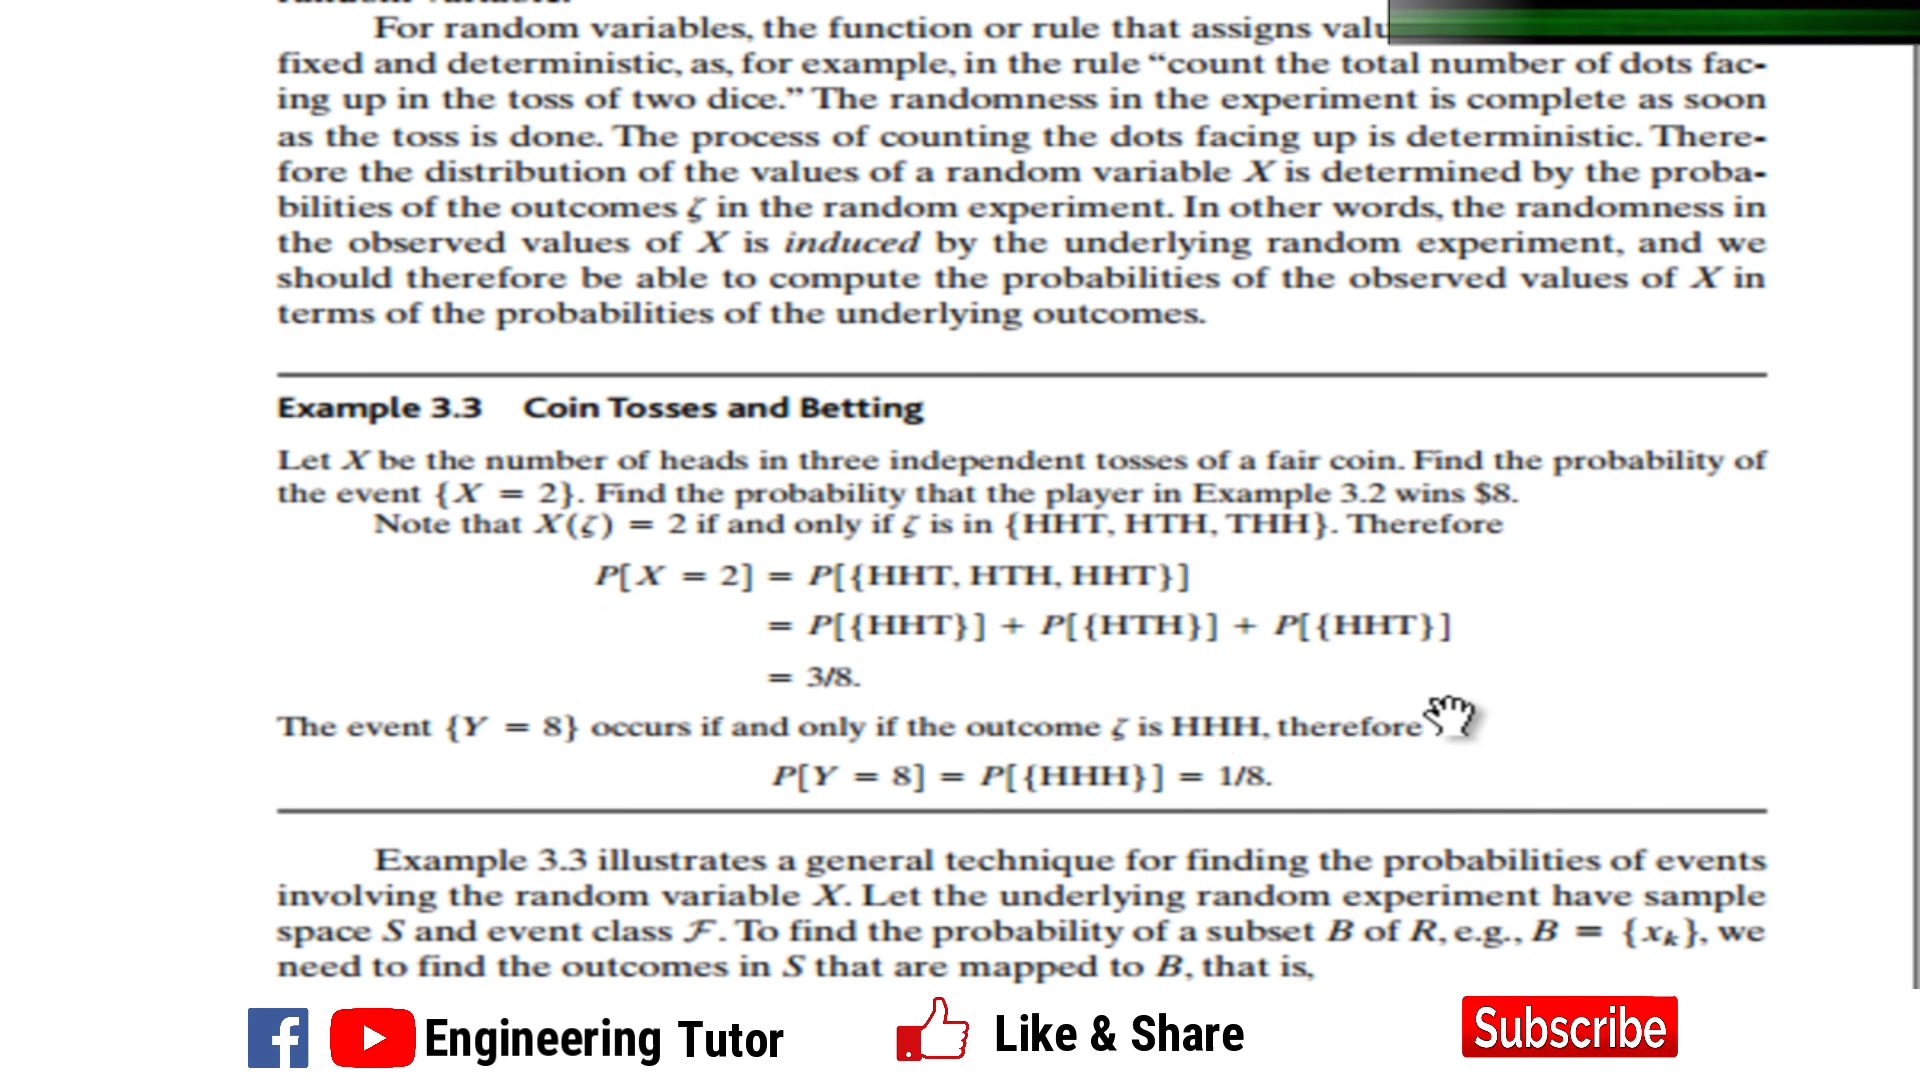 For random variables, the function or rule that assigns valu
fixed and deterministic, as, for example, in the rule “count the total number of dots fac-
ing up in the toss of two dice.” The randomness in the experiment is complete as soon
as the toss is done. The process of counting the dots facing up is deterministic. There-
fore the distribution of the values of a random variable X is determined by the proba-
bilities of the outcomes ζ in the random experiment. In other words, the randomness in
the observed values of X is induced by the underlying random experiment, and we
should therefore be able to compute the probabilities of the observed values of X in
terms of the probabilities of the underlying outcomes.
Example 3.3 Coin Tosses and Betting
Let X be the number of heads in three independent tosses of a fair coin. Find the probability of
the event {X = 2}. Find the probability that the player in Example 3.2 wins $8.
Note that X(ζ) = 2 if and only if ζ is in {HHT, HTH, THH}. Therefore
P[X = 2] = P[{HHT, HTH, HHT}]
= P[{HHT}] + P[{HTH}] + P[{HHT}]
= 3/8.
The event {Y = 8} occurs if and only if the outcome ζ is HHH, therefore
P[Y = 8] = P[{HHH}] = 1/8.
Example 3.3 illustrates a general technique for finding the probabilities of events
involving the random variable X. Let the underlying random experiment have sample
space S and event class ℱ. To find the probability of a subset B of R, e.g., B = {xₖ}, we
need to find the outcomes in S that are mapped to B, that is,
f Engineering Tutor Like & Share Subscribe